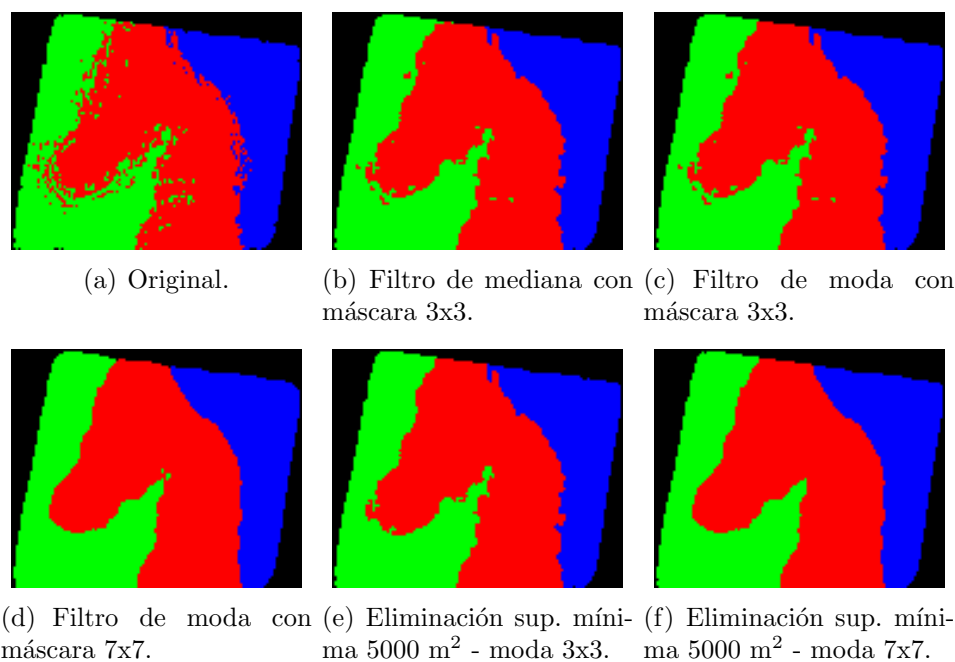 (a) Original.
(b) Filtro de mediana con
máscara 3x3.
(c) Filtro de moda con
máscara 3x3.
(d) Filtro de moda con
máscara 7x7.
(e) Eliminación sup. míni-
ma 5000 m² - moda 3x3.
(f) Eliminación sup. míni-
ma 5000 m² - moda 7x7.